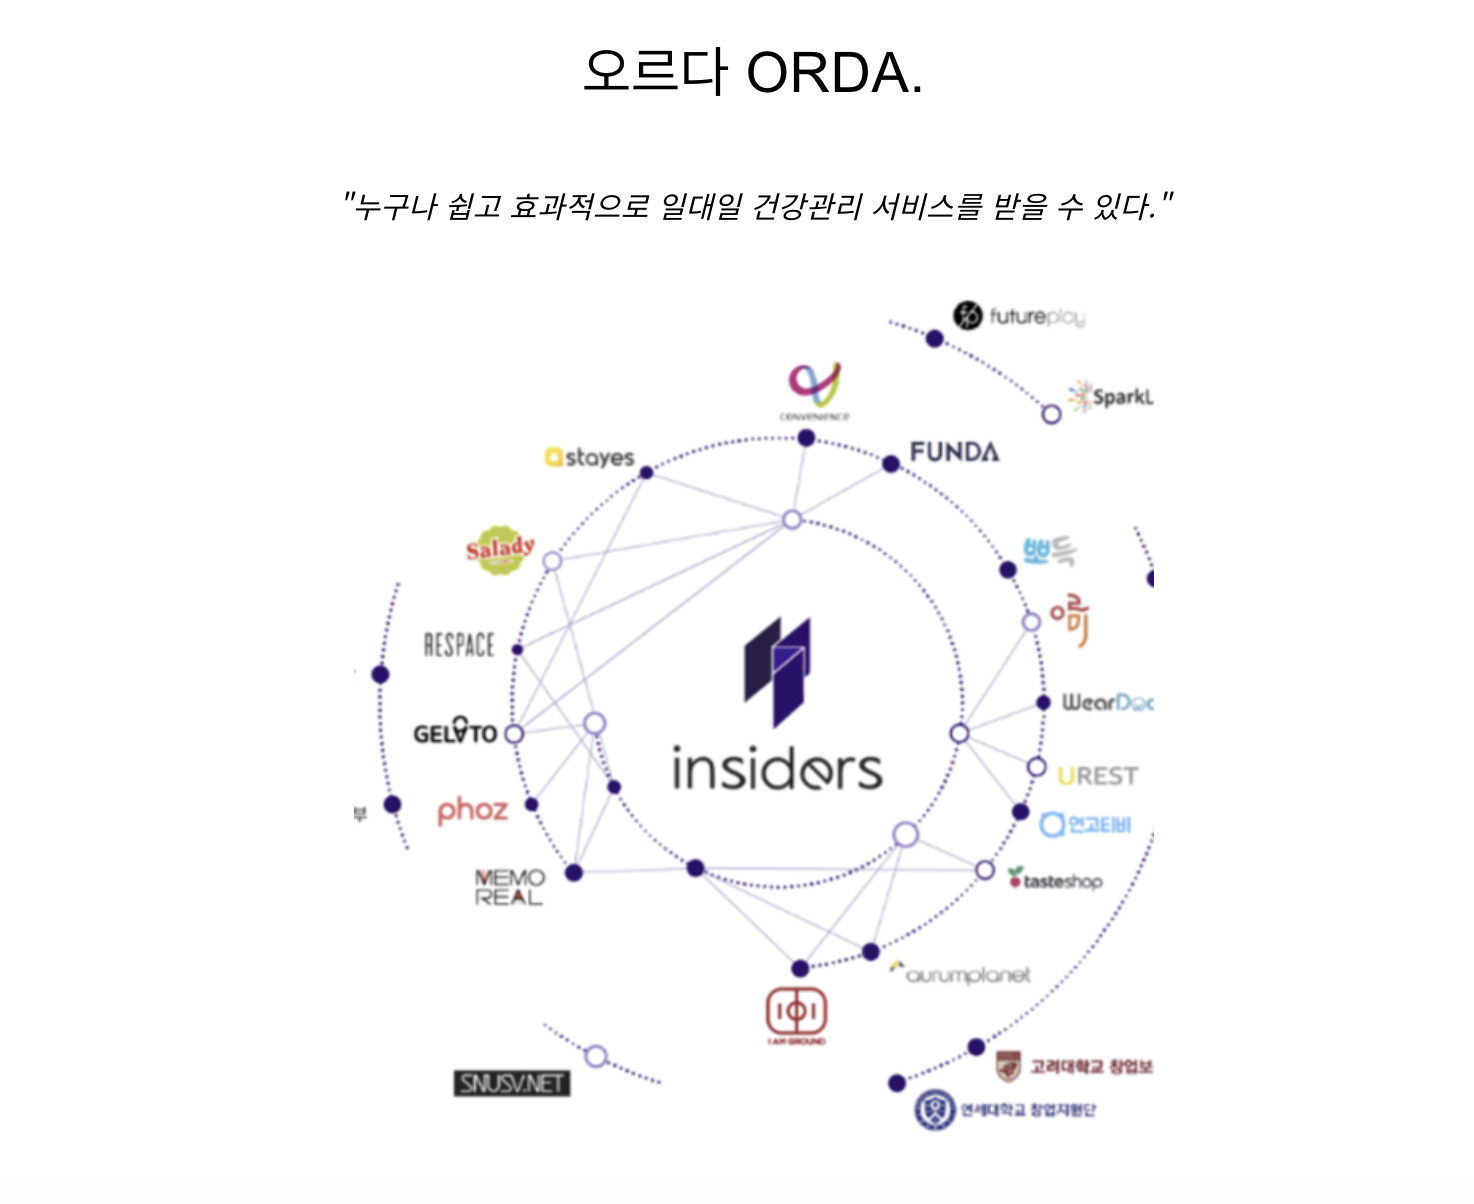 오르다 ORDA.
"누구나 쉽고 효과적으로 일대일 건강관리 서비스를 받을 수 있다."
futureplay
SparkL
CONVENIENCE
FUNDA
stayes
뽀득
Salady
으름
RESPACE
WearDoc
GELATO
insiders
UREST
phoz
부
연고티비
MEMO
REAL
tasteshop
aurumplanet
I AM GROUND
SNUSV.NET
고려대학교 창업보
연세대학교 창업지원단